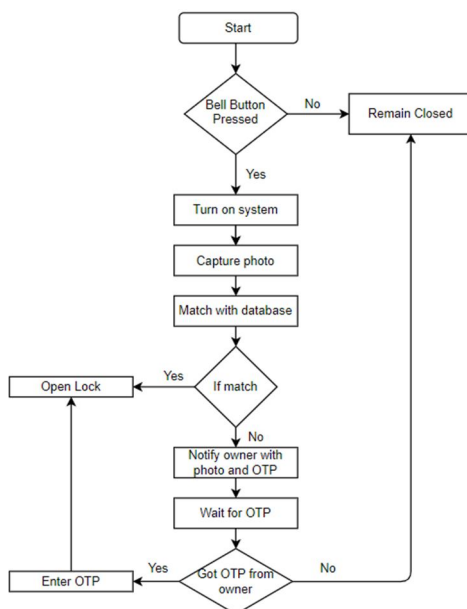 Start
Bell Button
Pressed
No
Remain Closed
Yes
Turn on system
Capture photo
Match with database
Open Lock
Yes
If match
No
Notify owner with
photo and OTP
Wait for OTP
Enter OTP
Yes
Got OTP from
owner
No